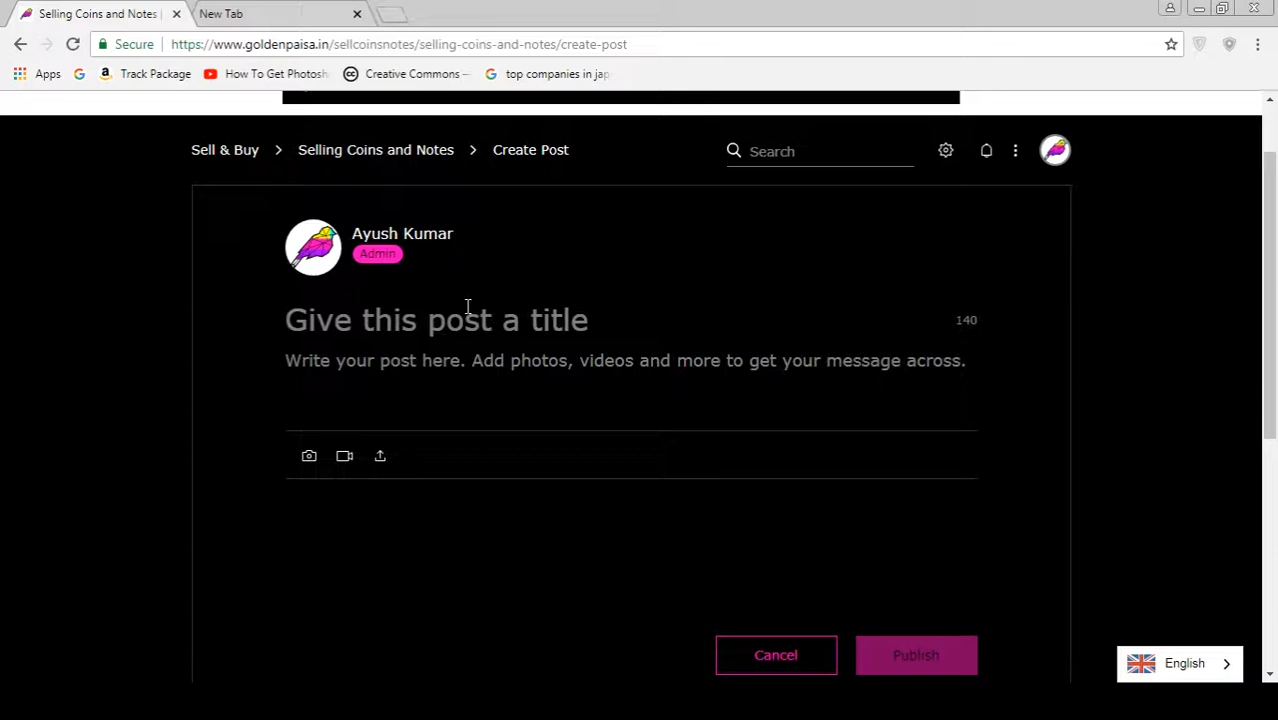 Selling Coins and Notes
New Tab
Secure
https://www.goldenpaisa.in/sellcoinsnotes/selling-coins-and-notes/create-post
Apps
Track Package
How To Get Photosh
Creative Commons —
top companies in jap
Sell & Buy > Selling Coins and Notes > Create Post
Search
Ayush Kumar
Admin
Give this post a title
140
Write your post here. Add photos, videos and more to get your message across.
Cancel
Publish
English >